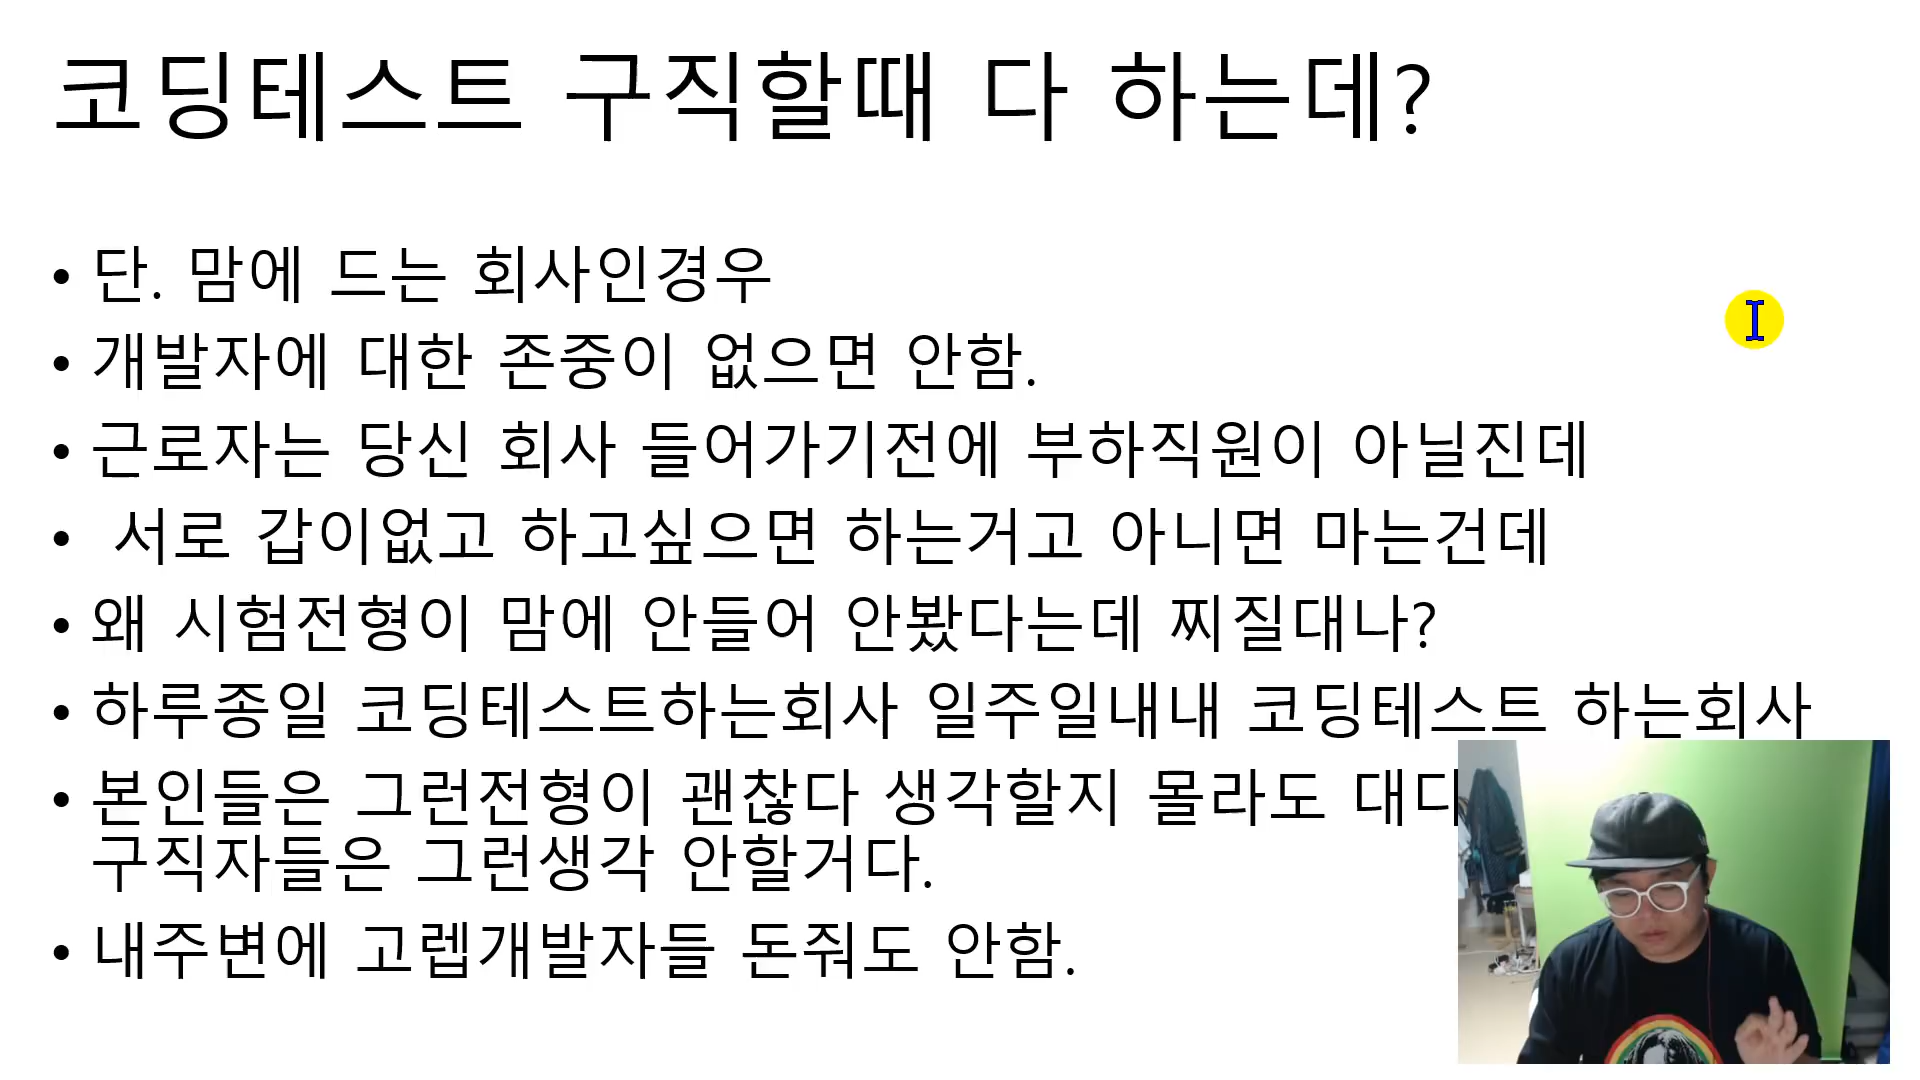 코딩테스트 구직할때 다 하는데?
• 단. 맘에 드는 회사인경우
• 개발자에 대한 존중이 없으면 안함.
• 근로자는 당신 회사 들어가기전에 부하직원이 아닐진데
• 서로 갑이없고 하고싶으면 하는거고 아니면 마는건데
• 왜 시험전형이 맘에 안들어 안봤다는데 찌질대나?
• 하루종일 코딩테스트하는회사 일주일내내 코딩테스트 하는회사
• 본인들은 그런전형이 괜찮다 생각할지 몰라도
구직자들은 그런생각 안할거다.
• 내주변에 고렙개발자들 돈줘도 안함.